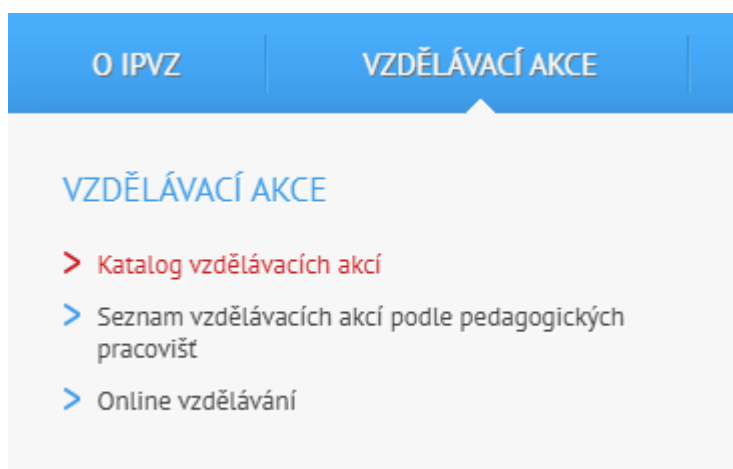 O IPVZ
VZDĚLÁVACÍ AKCE
VZDĚLÁVACÍ AKCE
Katalog vzdělávacích akcí
Seznam vzdělávacích akcí podle pedagogických
pracovišť
Online vzdělávání